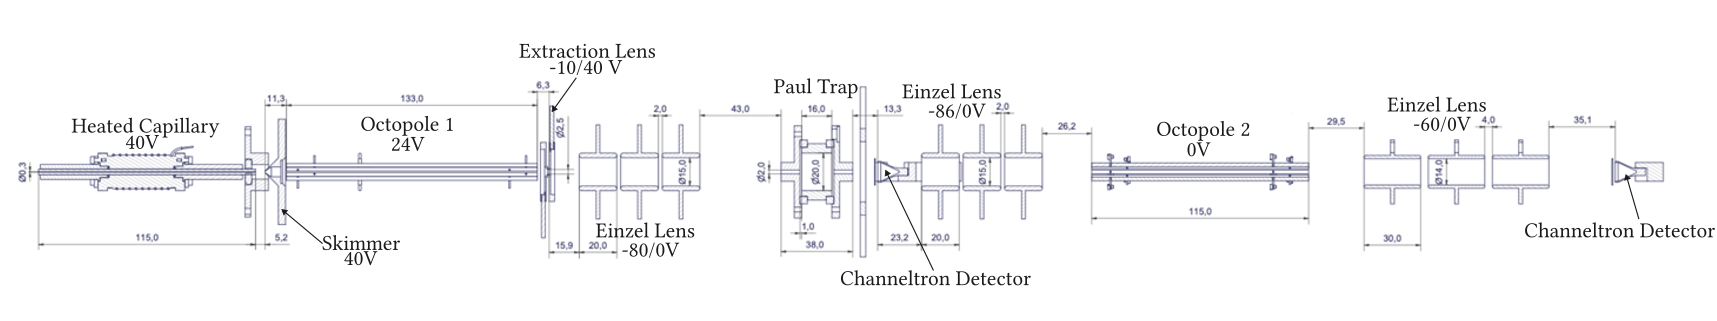 Extraction Lens
-10/40 V
6,3
Paul Trap
Einzel Lens
-86/0V
Einzel Lens
-60/0V
11,3
133,0
2,0
43,0
16,0
13,3
2,0
26,2
29,5
4,0
35,1
Heated Capillary
40V
Octopole 1
24V
Ø2,5
Octopole 2
0V
Ø0,3
Ø15,0
Ø2,0
Ø20,0
Ø15,0
Ø14,0
115,0
5,2
Skimmer
40V
15,9
20,0
Einzel Lens
-80/0V
1,0
38,0
23,2
20,0
115,0
30,0
Channeltron Detector
Channeltron Detector